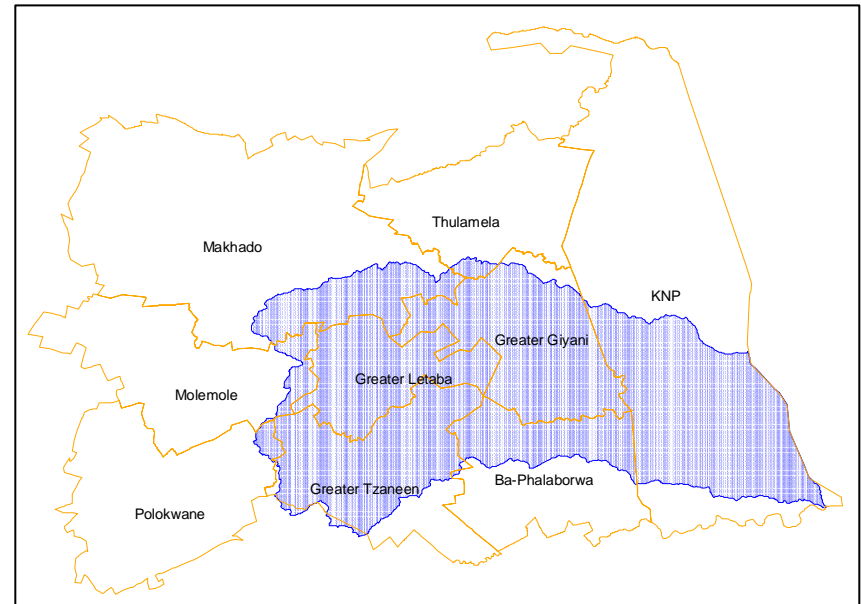 Thulamela
Makhado
KNP
Greater Giyani
Greater Letaba
Molemole
Ba-Phalaborwa
Greater Tzaneen
Polokwane